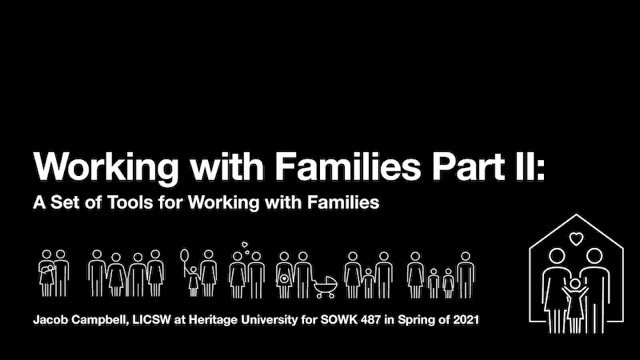 Working with Families Part II:
A Set of Tools for Working with Families
Jacob Campbell, LICSW at Heritage University for SOWK 487 in Spring of 2021